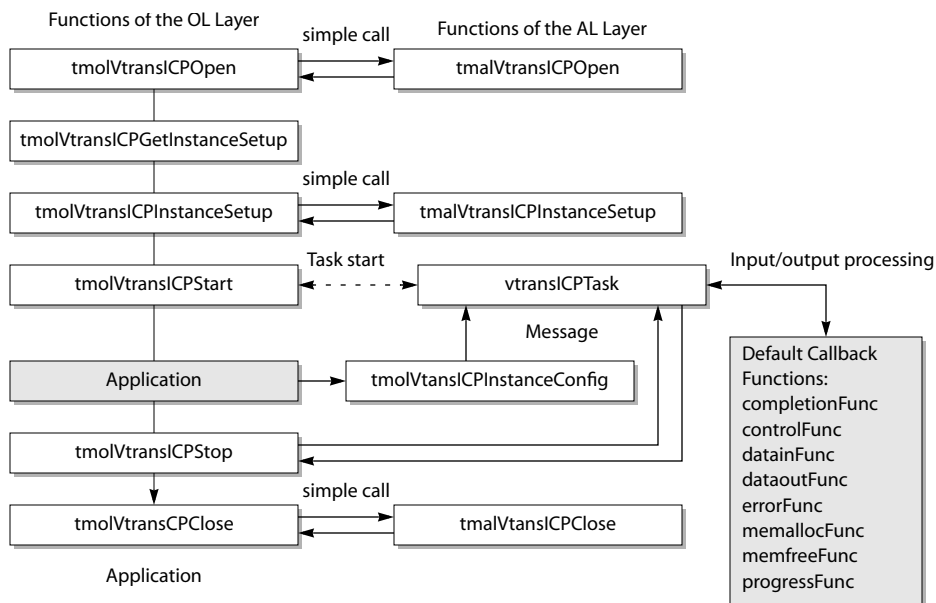 Functions of the OL Layer
simple call
Functions of the AL Layer
tmolVtransICPOpen
tmalVtransICPOpen
tmolVtransICPGetInstanceSetup
simple call
tmolVtransICPInstanceSetup
tmalVtransICPInstanceSetup
Task start
Input/output processing
tmolVtransICPStart
vtransICPTask
Message
Application
tmolVtansICPInstanceConfig
tmolVtransICPStop
simple call
tmolVtransCPClose
tmalVtansICPClose
Application
Default Callback
Functions:
completionFunc
controlFunc
datainFunc
dataoutFunc
errorFunc
memallocFunc
memfreeFunc
progressFunc